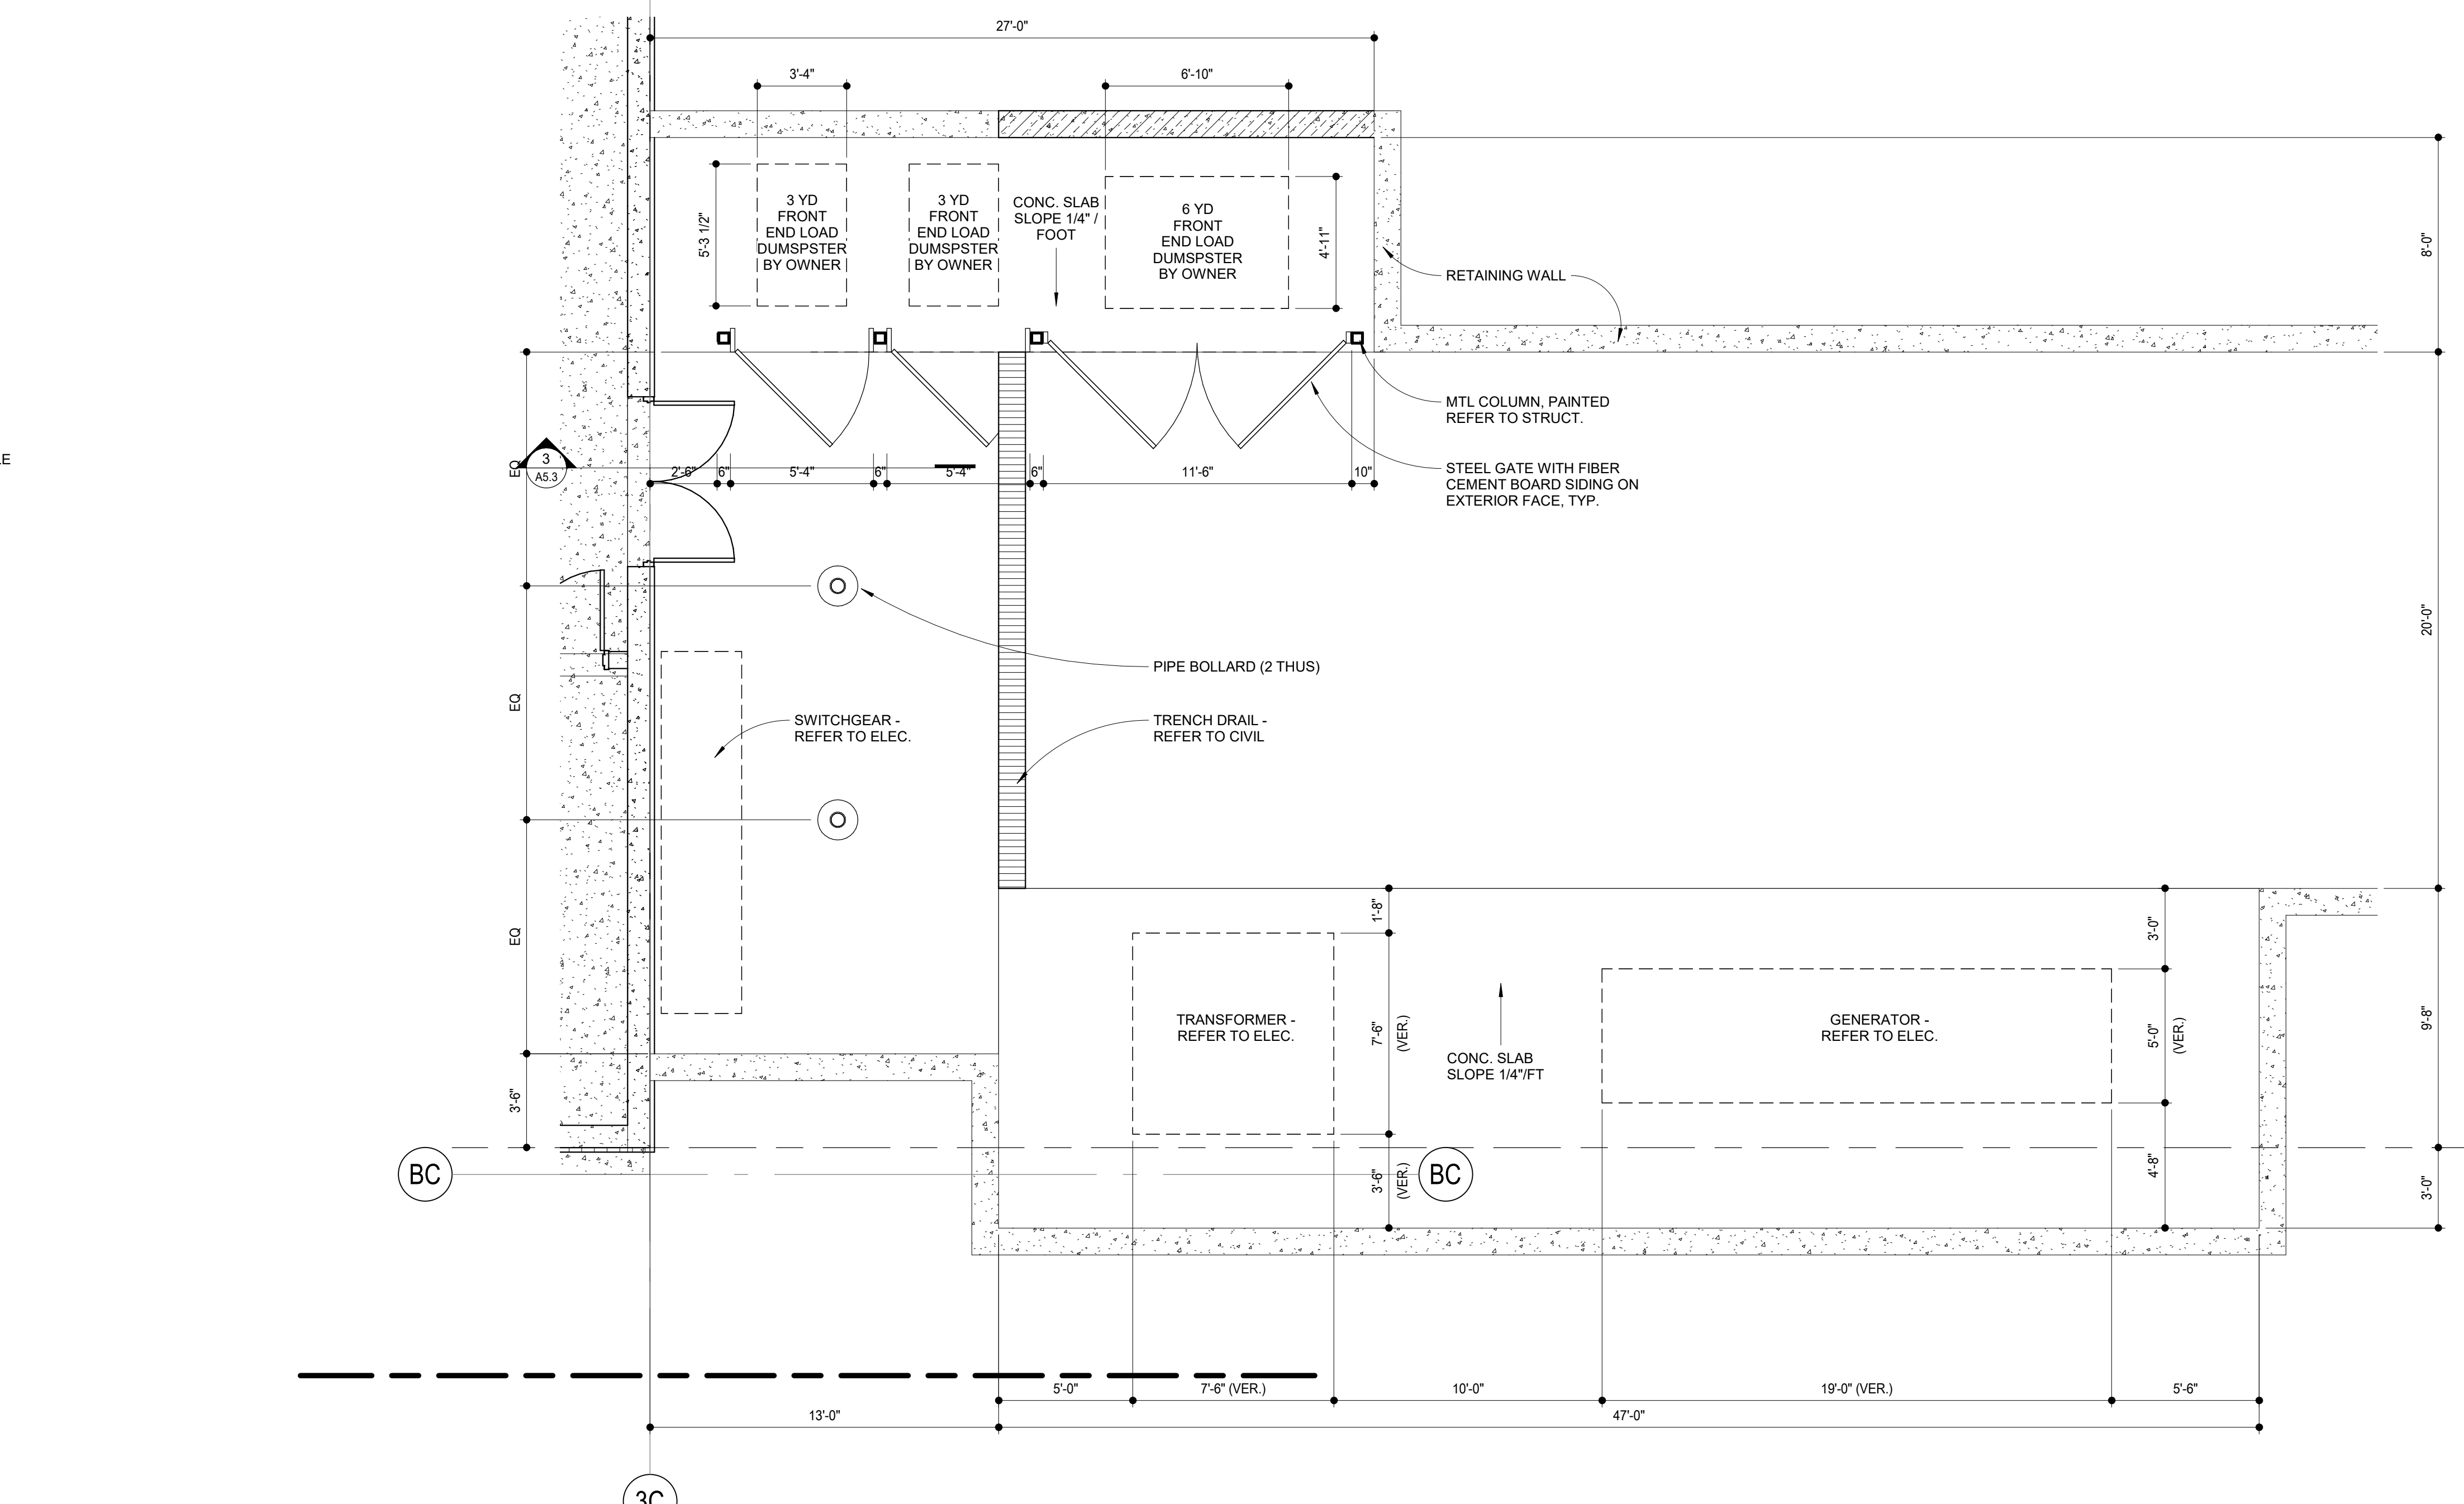 27'-0"
3'-4"
6'-10"
3 YD
FRONT
END LOAD
DUMSPSTER
BY OWNER
3 YD
FRONT
END LOAD
DUMSPSTER
BY OWNER
CONC. SLAB
SLOPE 1/4" /
FOOT
6 YD
FRONT
END LOAD
DUMSPSTER
BY OWNER
5'-3 1/2"
4'-11"
8'-0"
RETAINING WALL
MTL COLUMN, PAINTED
REFER TO STRUCT.
LE
EQ
3
A5.3
2'-6"
6"
5'-4"
6"
5'-4"
6"
11'-6"
10"
STEEL GATE WITH FIBER
CEMENT BOARD SIDING ON
EXTERIOR FACE, TYP.
20'-0"
PIPE BOLLARD (2 THUS)
EQ
SWITCHGEAR -
REFER TO ELEC.
TRENCH DRAIL -
REFER TO CIVIL
EQ
1'-8"
3'-0"
TRANSFORMER -
REFER TO ELEC.
7'-6"
(VER.)
GENERATOR -
REFER TO ELEC.
5'-0"
(VER.)
9'-8"
CONC. SLAB
SLOPE 1/4"/FT
3'-6"
BC
3'-6"
(VER.)
BC
4'-8"
3'-0"
5'-0"
7'-6" (VER.)
10'-0"
19'-0" (VER.)
5'-6"
13'-0"
47'-0"
3C